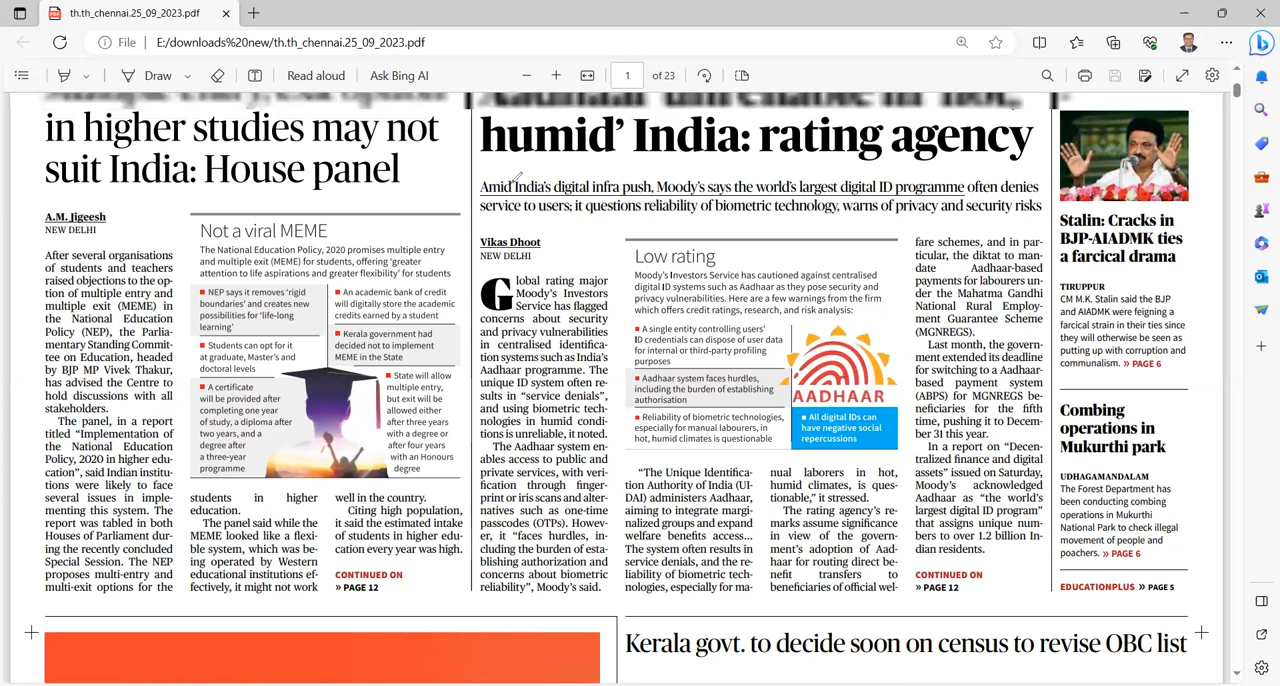 th.th_chennai.25_09_2023.pdf
File
E:/downloads%20new/th.th_chennai.25_09_2023.pdf
Draw
Read aloud
Ask Bing AI
1
of 23
in higher studies may not
suit India: House panel
A.M. Jigeesh
NEW DELHI
After several organisations
of students and teachers
raised objections to the op-
tion of multiple entry and
multiple exit (MEME) in
the National Education
Policy (NEP), the Parlia-
mentary Standing Commit-
tee on Education, headed
by BJP MP Vivek Thakur,
has advised the Centre to
hold discussions with all
stakeholders.
The panel, in a report
titled "Implementation of
the National Education
Policy, 2020 in higher edu-
cation", said Indian institu-
tions were likely to face
several issues in imple-
menting this system. The
report was tabled in both
Houses of Parliament dur-
ing the recently concluded
Special Session. The NEP
proposes multi-entry and
multi-exit options for the
Not a viral MEME
The National Education Policy, 2020 promises multiple entry
and multiple exit (MEME) for students, offering 'greater
attention to life aspirations and greater flexibility' for students
NEP says it removes 'rigid
boundaries' and creates new
possibilities for 'life-long
learning'
Students can opt for it
at graduate, Master's and
doctoral levels
A certificate
will be provided after
completing one year
of study, a diploma after
two years, and a
degree after
a three-year
programme
An academic bank of credit
will digitally store the academic
credits earned by a student
Kerala government had
decided not to implement
MEME in the State
State will allow
multiple entry,
but exit will be
allowed either
after three years
with a degree or
after four years
with an Honours
degree
students in higher
education.
The panel said while the
MEME looked like a flexi-
ble system, which was be-
ing operated by Western
educational institutions ef-
fectively, it might not work
well in the country.
Citing high population,
it said the estimated intake
of students in higher edu-
cation every year was high.
CONTINUED ON
» PAGE 12
humid' India: rating agency
Amid India's digital infra push, Moody's says the world's largest digital ID programme often denies
service to users; it questions reliability of biometric technology, warns of privacy and security risks
Vikas Dhoot
NEW DELHI
Global rating major
Moody's Investors
Service has flagged
concerns about security
and privacy vulnerabilities
in centralised identifica-
tion systems such as India's
Aadhaar programme. The
unique ID system often re-
sults in "service denials",
and using biometric tech-
nologies in humid condi-
tions is unreliable, it noted.
The Aadhaar system en-
ables access to public and
private services, with veri-
fication through finger-
print or iris scans and alter-
natives such as one-time
passcodes (OTPs). Howev-
er, it "faces hurdles, in-
cluding the burden of esta-
blishing authorization and
concerns about biometric
reliability", Moody's said.
Low rating
Moody's Investors Service has cautioned against centralised
digital ID systems such as Aadhaar as they pose security and
privacy vulnerabilities. Here are a few warnings from the firm
which offers credit ratings, research, and risk analysis:
A single entity controlling users'
ID credentials can dispose of user data
for internal or third-party profiling
purposes
Aadhaar system faces hurdles,
including the burden of establishing
authorisation
Reliability of biometric technologies,
especially for manual labourers, in
hot, humid climates is questionable
AADHAAR
All digital IDs can
have negative social
repercussions
"The Unique Identifica-
tion Authority of India (UI-
DAI) administers Aadhaar,
aiming to integrate margi-
nalized groups and expand
welfare benefits access...
The system often results in
service denials, and the re-
liability of biometric tech-
nologies, especially for ma-
nual laborers in hot,
humid climates, is ques-
tionable," it stressed.
The rating agency's re-
marks assume significance
in view of the govern-
ment's adoption of Aad-
haar for routing direct be-
nefit transfers to
beneficiaries of official wel-
fare schemes, and in par-
ticular, the diktat to man-
date Aadhaar-based
payments for labourers un-
der the Mahatma Gandhi
National Rural Employ-
ment Guarantee Scheme
(MGNREGS).
Last month, the govern-
ment extended its deadline
for switching to a Aadhaar-
based payment system
(ABPS) for MGNREGS be-
neficiaries for the fifth
time, pushing it to Decem-
ber 31 this year.
In a report on "Decen-
tralized finance and digital
assets" issued on Saturday,
Moody's acknowledged
Aadhaar as "the world's
largest digital ID program"
that assigns unique num-
bers to over 1.2 billion In-
dian residents.
CONTINUED ON
» PAGE 12
Stalin: Cracks in
BJP-AIADMK ties
a farcical drama
TIRUPPUR
CM M.K. Stalin said the BJP
and AIADMK were feigning a
farcical strain in their ties since
they will otherwise be seen as
putting up with corruption and
communalism. » PAGE 6
Combing
operations in
Mukurthi park
UDHAGAMANDALAM
The Forest Department has
been conducting combing
operations in Mukurthi
National Park to check illegal
movement of people and
poachers. » PAGE 6
EDUCATIONPLUS » PAGE 5
Kerala govt. to decide soon on census to revise OBC list